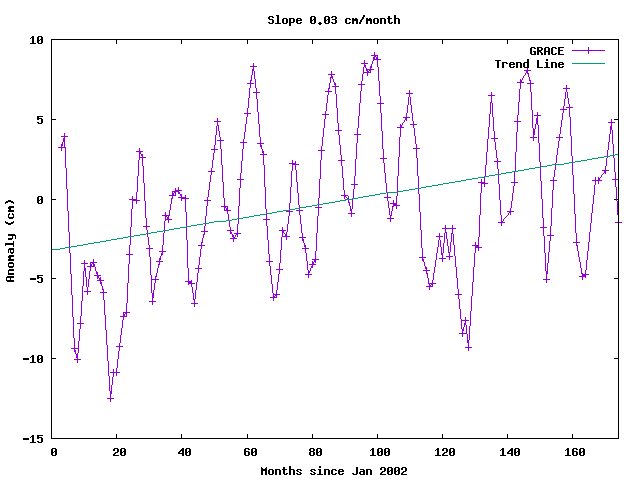 Slope 0.03 cm/month
GRACE
Trend Line
10
5
0
-5
-10
-15
Anomaly (cm)
0 20 40 60 80 100 120 140 160
Months since Jan 2002